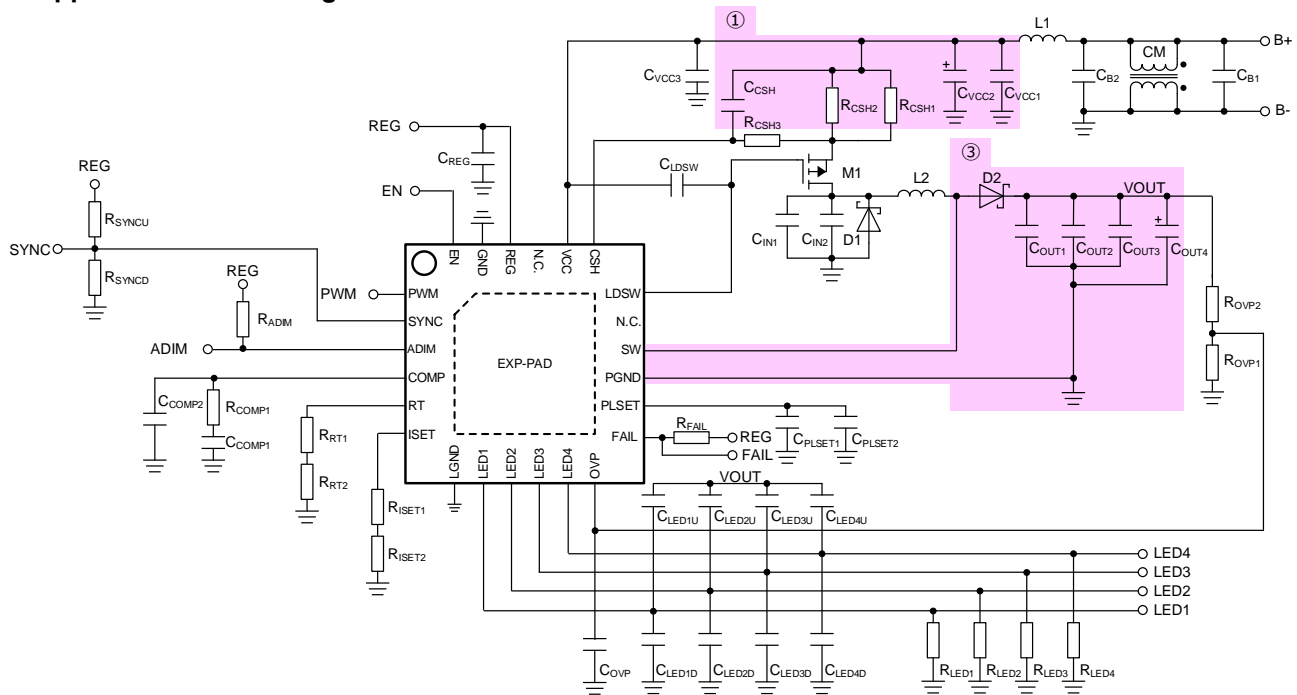 ①
L1
B+
CM
CVCC3
CCSH
RCSH2
RCSH1
CVCC2
CVCC1
+
CB2
CB1
B-
RCSH3
REG
CREG
CLDSW
M1
③
D2
VOUT
L2
REG
EN
RSYNCU
SYNC
RSYNCD
CIN1
CIN2
D1
COUT1
COUT2
COUT3
+
COUT4
EN
GND
REG
N.C.
VCC
CSH
REG
RADIM
PWM
PWM
LDSW
SYNC
N.C.
ADIM
ADIM
SW
EXP-PAD
COMP
PGND
RT
PLSET
ISET
FAIL
ROVP2
ROVP1
CCOMP2
RCOMP1
CCOMP1
RRT1
RRT2
RFAIL
REG
FAIL
CPLSET1
CPLSET2
LGND
LED1
LED2
LED3
LED4
OVP
VOUT
RISET1
RISET2
CLED1U
CLED2U
CLED3U
CLED4U
LED4
LED3
LED2
LED1
COVP
CLED1D
CLED2D
CLED3D
CLED4D
RLED1
RLED2
RLED3
RLED4